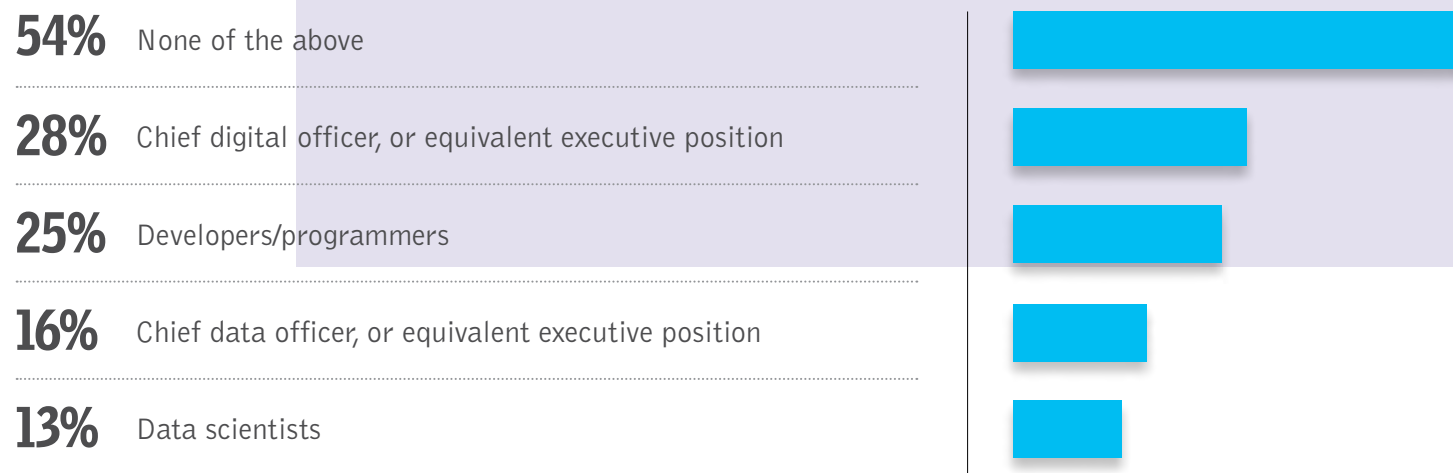 54% None of the above
28% Chief digital officer, or equivalent executive position
25% Developers/programmers
16% Chief data officer, or equivalent executive position
13% Data scientists